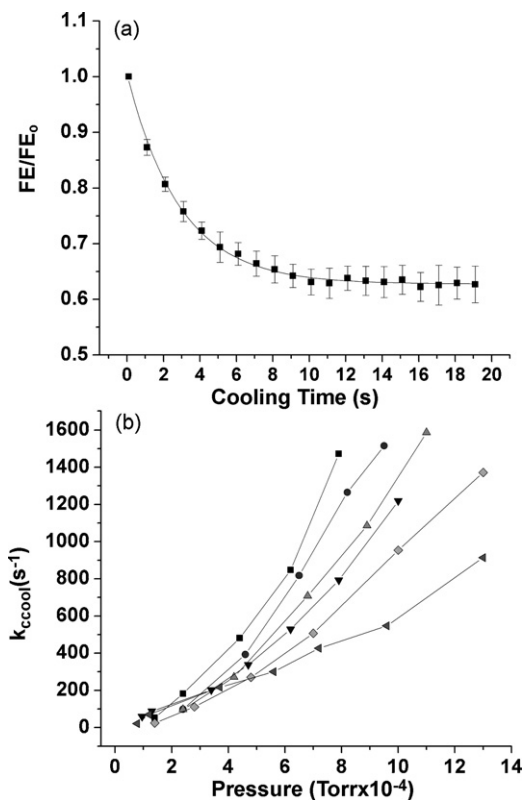 (a)
1.1
1.0
0.9
0.8
0.7
0.6
0.5
FE/FEo
0 2 4 6 8 10 12 14 16 18 20
Cooling Time (s)
(b)
1600
1400
1200
1000
800
600
400
200
0
kccool(s-1)
0 2 4 6 8 10 12 14
Pressure (Torrx10-4)